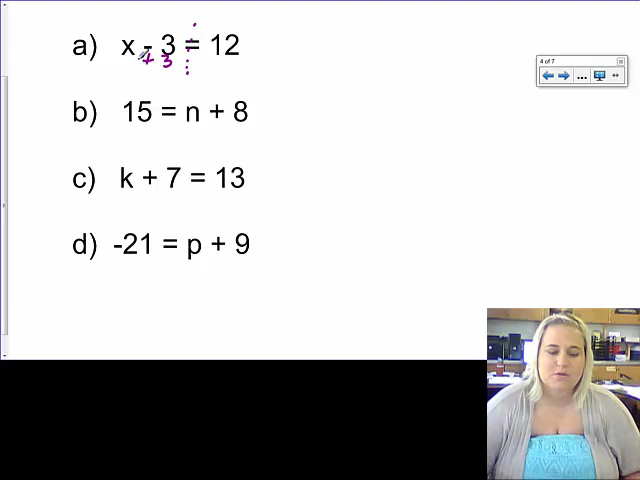 a) x - 3 = 12
+ 3
b) 15 = n + 8
c) k + 7 = 13
d) -21 = p + 9
4 of 7
...